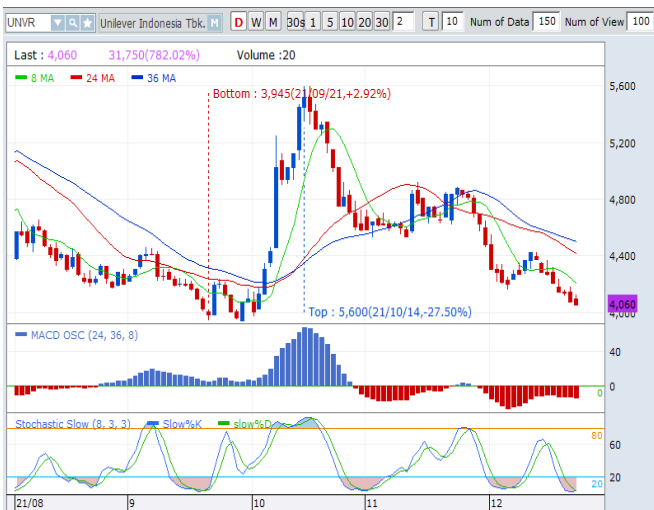 UNVR Unilever Indonesia Tbk. M D W M 30s 1 5 10 20 30 2 T 10 Num of Data 150 Num of View 100
Last : 4,060 31,750(782.02%) Volume :20
8 MA 24 MA 36 MA
Bottom : 3,945(21/09/21,+2.92%)
5,600
5,200
4,800
4,400
4,060
4,000
Top : 5,600(21/10/14,-27.50%)
MACD OSC (24, 36, 8)
40
0
0
Stochastic Slow (8, 3, 3) Slow%K slow%D
80
60
20
20
21/08 9 10 11 12